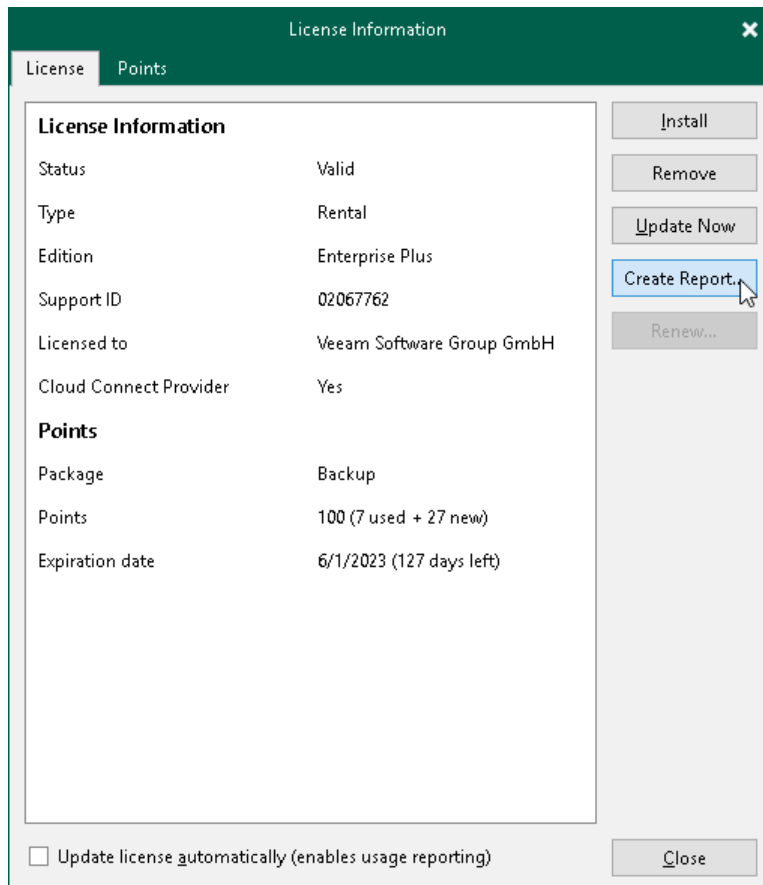 License Information
License Points
License Information
Install
Status Valid
Remove
Type Rental
Update Now
Edition Enterprise Plus
Create Report...
Support ID 02067762
Licensed to Veeam Software Group GmbH
Renew...
Cloud Connect Provider Yes
Points
Package Backup
Points 100 (7 used + 27 new)
Expiration date 6/1/2023 (127 days left)
Update license automatically (enables usage reporting)
Close